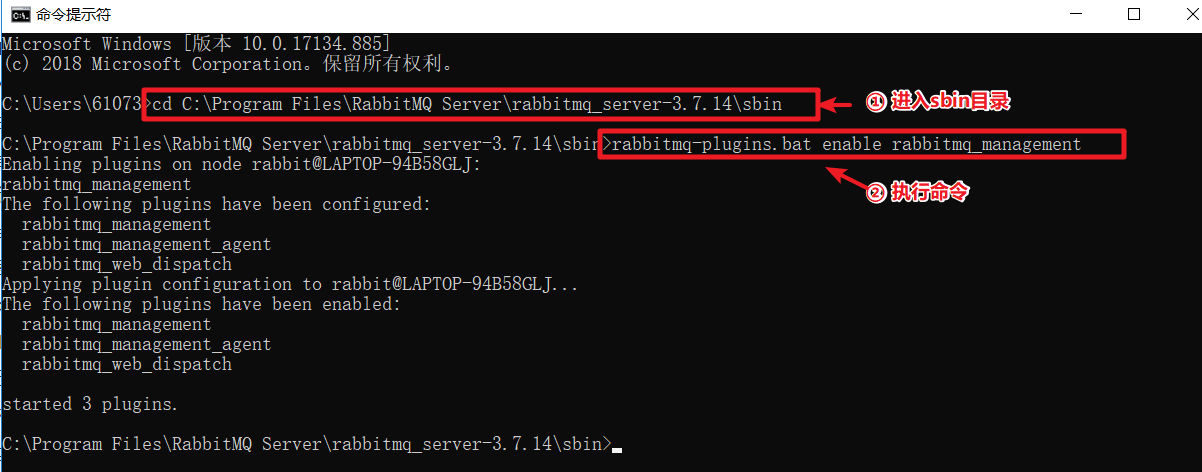 命令提示符
Microsoft Windows [版本 10.0.17134.885]
(c) 2018 Microsoft Corporation。保留所有权利。
C:\Users\61073>cd C:\Program Files\RabbitMQ Server\rabbitmq_server-3.7.14\sbin
① 进入sbin目录
C:\Program Files\RabbitMQ Server\rabbitmq_server-3.7.14\sbin>rabbitmq-plugins.bat enable rabbitmq_management
Enabling plugins on node rabbit@LAPTOP-94B58GLJ:
② 执行命令
rabbitmq_management
The following plugins have been configured:
  rabbitmq_management
  rabbitmq_management_agent
  rabbitmq_web_dispatch
Applying plugin configuration to rabbit@LAPTOP-94B58GLJ...
The following plugins have been enabled:
  rabbitmq_management
  rabbitmq_management_agent
  rabbitmq_web_dispatch
started 3 plugins.
C:\Program Files\RabbitMQ Server\rabbitmq_server-3.7.14\sbin>